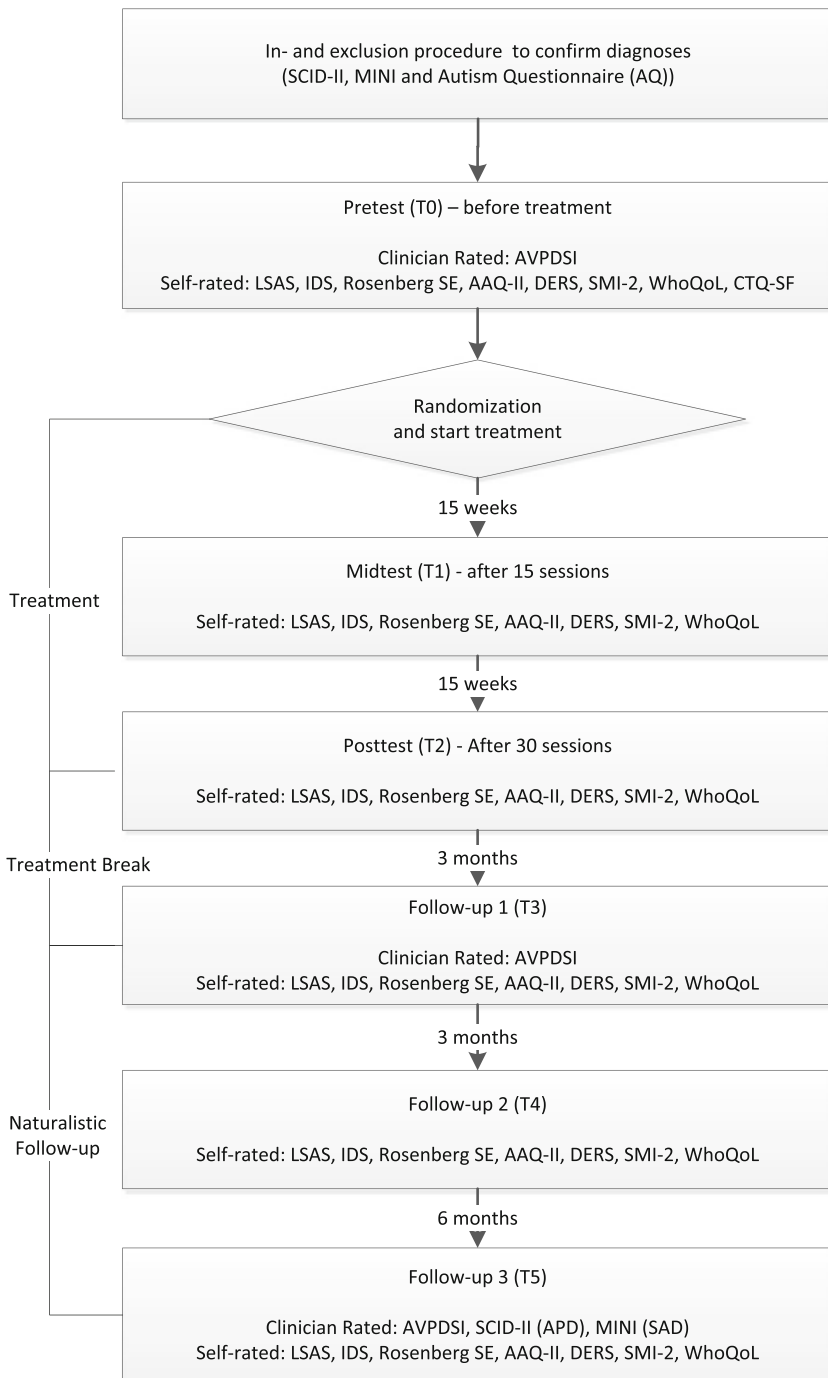 In- and exclusion procedure to confirm diagnoses
(SCID-II, MINI and Autism Questionnaire (AQ))
Pretest (T0) – before treatment
Clinician Rated: AVPDSI
Self-rated: LSAS, IDS, Rosenberg SE, AAQ-II, DERS, SMI-2, WhoQoL, CTQ-SF
Randomization
and start treatment
15 weeks
Midtest (T1) - after 15 sessions
Treatment
Self-rated: LSAS, IDS, Rosenberg SE, AAQ-II, DERS, SMI-2, WhoQoL
15 weeks
Posttest (T2) - After 30 sessions
Self-rated: LSAS, IDS, Rosenberg SE, AAQ-II, DERS, SMI-2, WhoQoL
3 months
Treatment Break
Follow-up 1 (T3)
Clinician Rated: AVPDSI
Self-rated: LSAS, IDS, Rosenberg SE, AAQ-II, DERS, SMI-2, WhoQoL
3 months
Follow-up 2 (T4)
Naturalistic
Follow-up
Self-rated: LSAS, IDS, Rosenberg SE, AAQ-II, DERS, SMI-2, WhoQoL
6 months
Follow-up 3 (T5)
Clinician Rated: AVPDSI, SCID-II (APD), MINI (SAD)
Self-rated: LSAS, IDS, Rosenberg SE, AAQ-II, DERS, SMI-2, WhoQoL